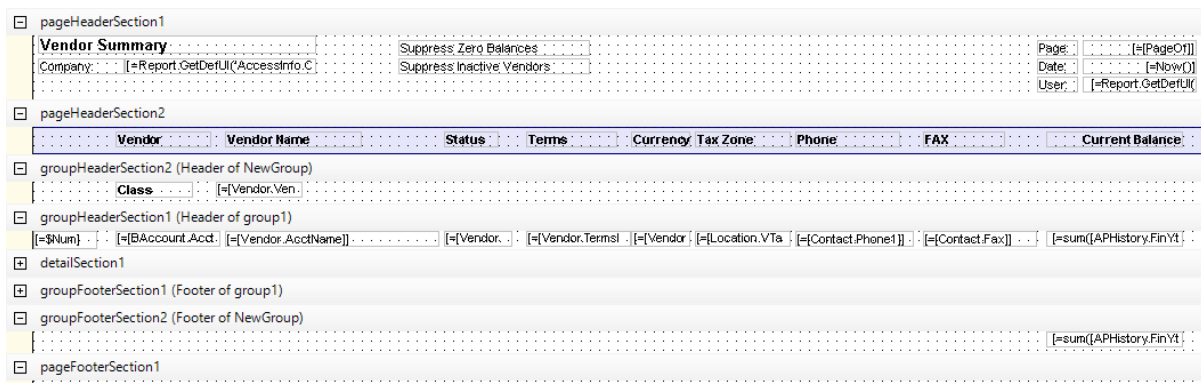 pageHeaderSection1
Vendor Summary Suppress Zero Balances Page: [=[PageOf]]
Company: [=Report.GetDefUI('AccessInfo.C Suppress Inactive Vendors Date: [=Now()]
User: [=Report.GetDefUI(
pageHeaderSection2
Vendor Vendor Name Status Terms Currency Tax Zone Phone FAX Current Balance
groupHeaderSection2 (Header of NewGroup)
Class [=[Vendor.Ven
groupHeaderSection1 (Header of group1)
[=$Num} [=[BAccount.Acct [=[Vendor.AcctName]] [=[Vendor. [=[Vendor.TermsI [=[Vendor [=[Location.VTa [=[Contact.Phone1]] [=[Contact.Fax]] [=sum([APHistory.FinYt
detailSection1
groupFooterSection1 (Footer of group1)
groupFooterSection2 (Footer of NewGroup)
[=sum([APHistory.FinYt
pageFooterSection1